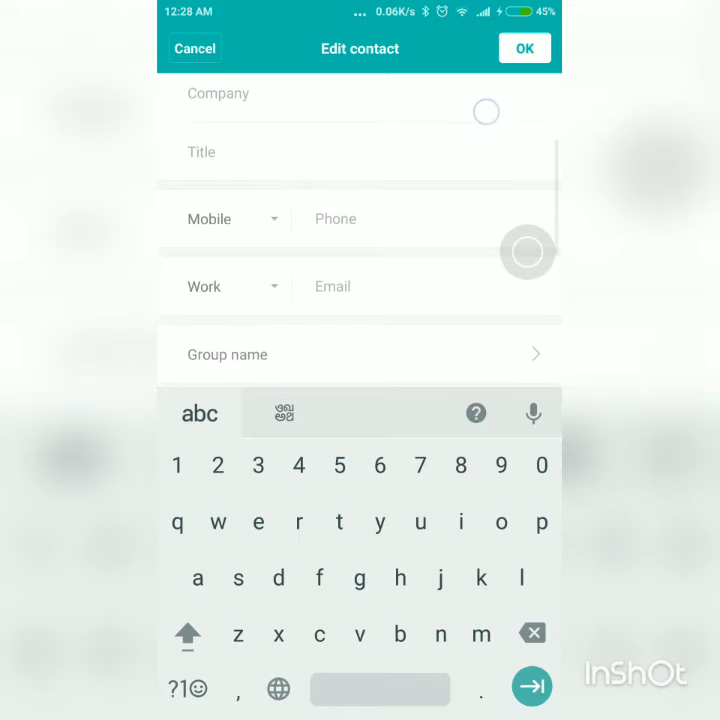 12:28 AM ... 0.06K/s 45%
Cancel Edit contact OK
Company
Title
Mobile Phone
Work Email
Group name
abc
1 2 3 4 5 6 7 8 9 0
q w e r t y u i o p
a s d f g h j k l
z x c v b n m
?1☺ , .
InShOt